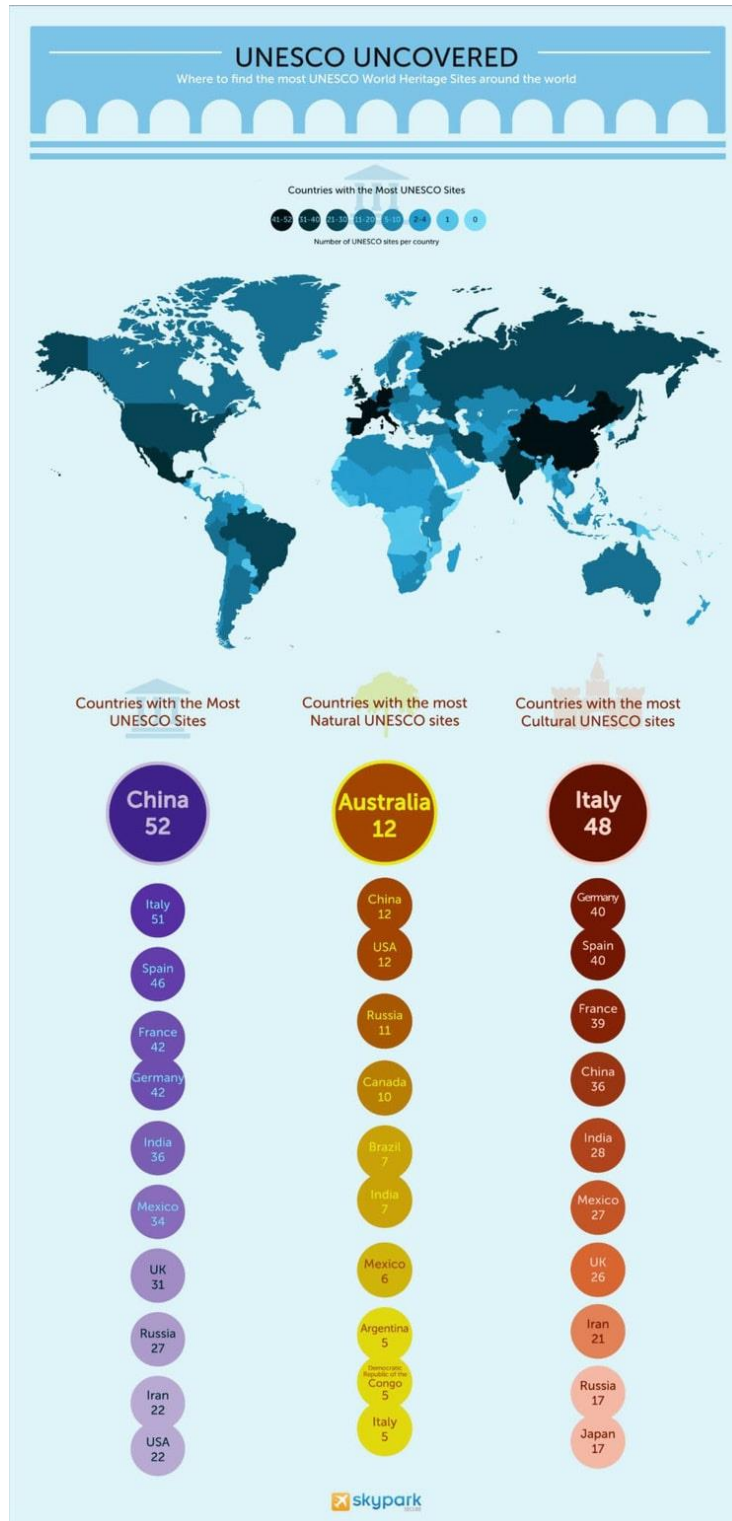 UNESCO UNCOVERED
Where to find the most UNESCO World Heritage Sites around the world
Countries with the Most UNESCO Sites
41-52 31-40 21-30 11-20 5-10 2-4 1 0
Number of UNESCO sites per country
Countries with the Most
UNESCO Sites
China
52
Italy
51
Spain
46
France
42
Germany
42
India
36
Mexico
34
UK
31
Russia
27
Iran
22
USA
22
Countries with the most
Natural UNESCO sites
Australia
12
China
12
USA
12
Russia
11
Canada
10
Brazil
7
India
7
Mexico
6
Argentina
5
Democratic
Republic of the
Congo
5
Italy
5
Countries with the most
Cultural UNESCO sites
Italy
48
Germany
40
Spain
40
France
39
China
36
India
28
Mexico
27
UK
26
Iran
21
Russia
17
Japan
17
skypark